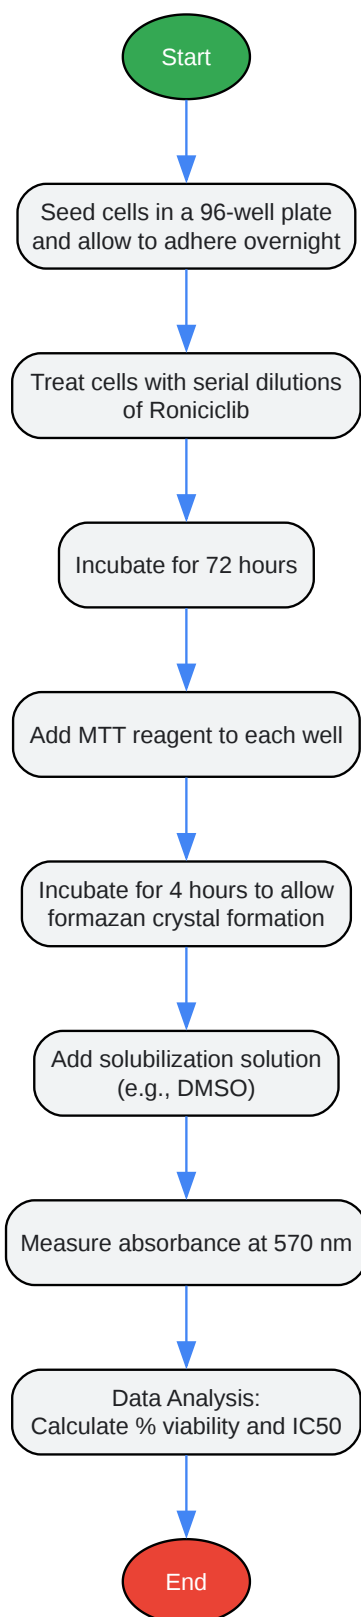 Start
Seed cells in a 96-well plate
and allow to adhere overnight
Treat cells with serial dilutions
of Roniciclib
Incubate for 72 hours
Add MTT reagent to each well
Incubate for 4 hours to allow
formazan crystal formation
Add solubilization solution
(e.g., DMSO)
Measure absorbance at 570 nm
Data Analysis:
Calculate % viability and IC50
End